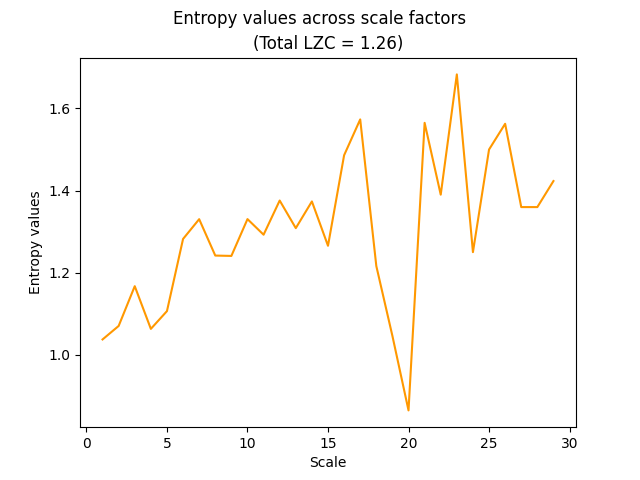 Entropy values across scale factors
(Total LZC = 1.26)
1.6
1.4
1.2
1.0
Entropy values
0 5 10 15 20 25 30
Scale